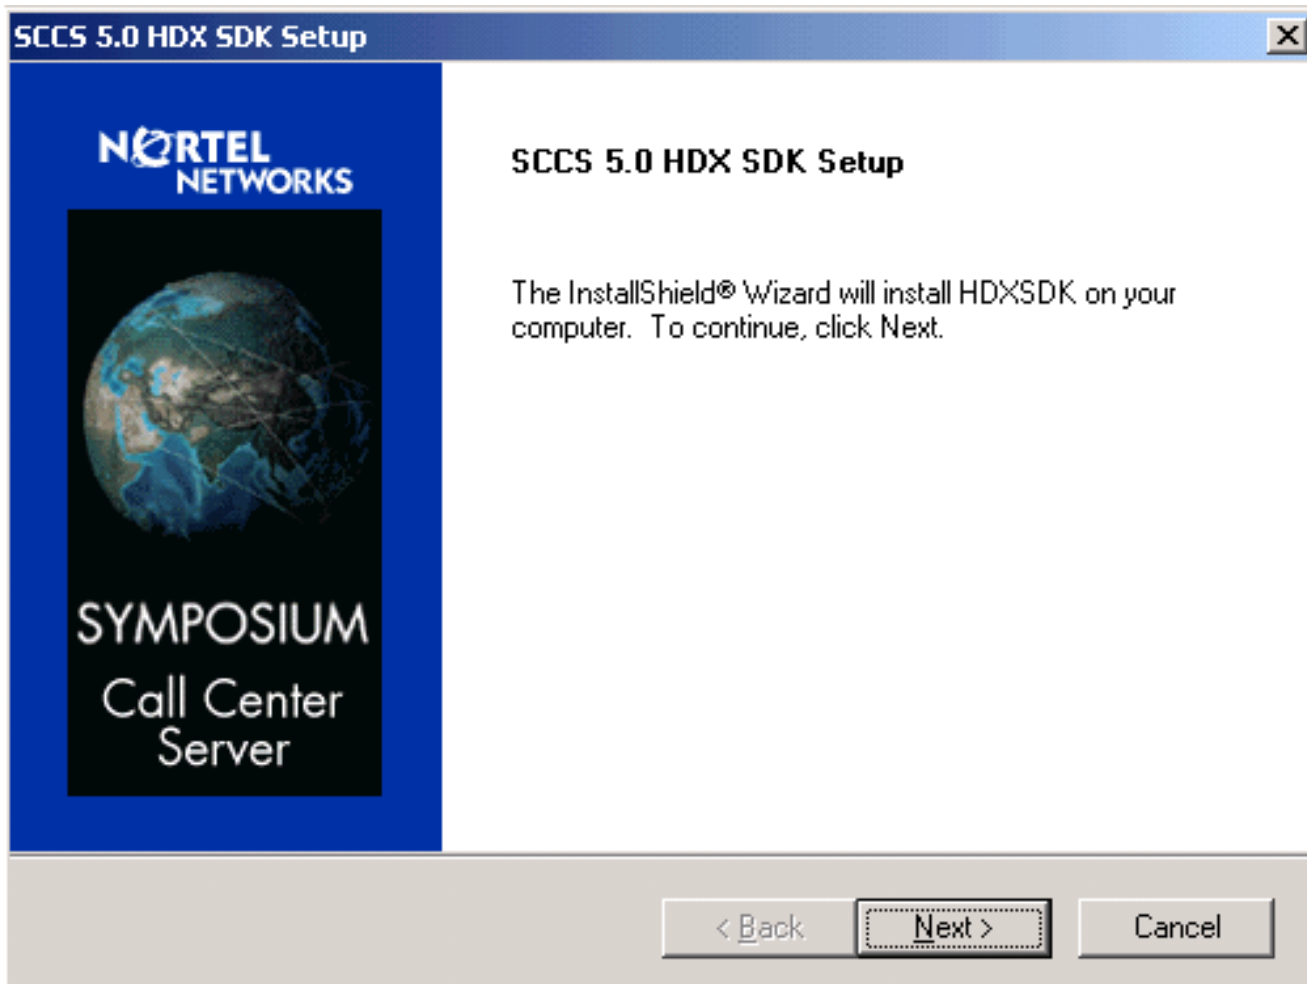 SCCS 5.0 HDX SDK Setup
NORTEL
NETWORKS
SYMPOSIUM
Call Center
Server
SCCS 5.0 HDX SDK Setup
The InstallShield® Wizard will install HDXSDK on your
computer.  To continue, click Next.
< Back
Next >
Cancel